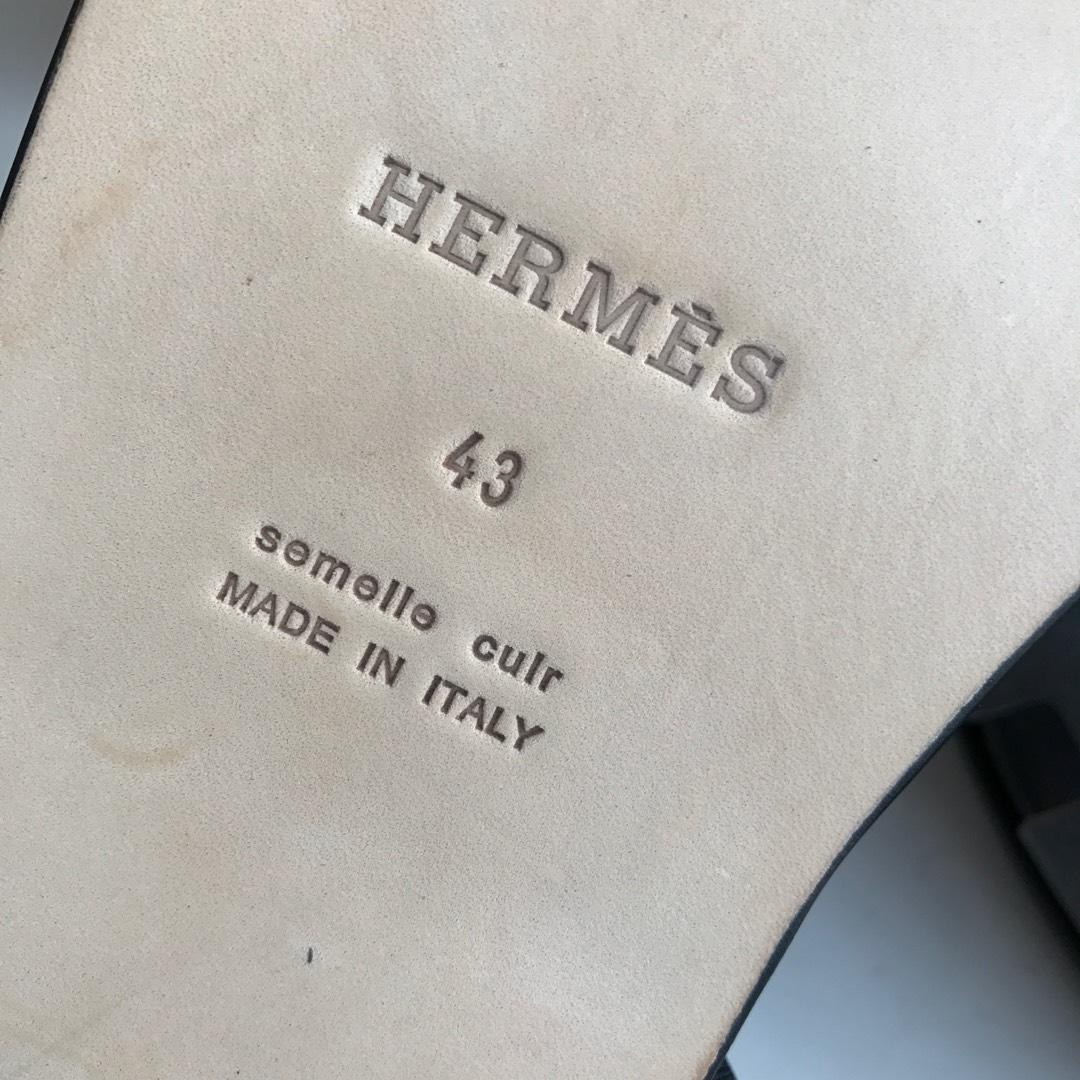 HERMÈS
43
semelle cuir
MADE IN ITALY